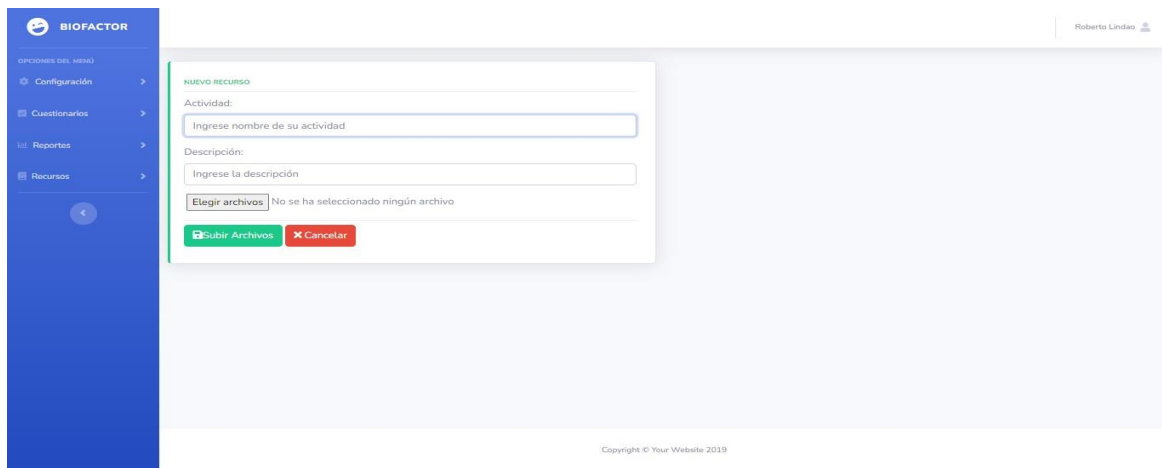 BIOFACTOR
Roberto Lindao
OPCIONES DEL MENÚ
Configuración
Cuestionarios
Reportes
Recursos
NUEVO RECURSO
Actividad:
Ingrese nombre de su actividad
Descripción:
Ingrese la descripción
Elegir archivos No se ha seleccionado ningún archivo
Subir Archivos Cancelar
Copyright © Your Website 2019